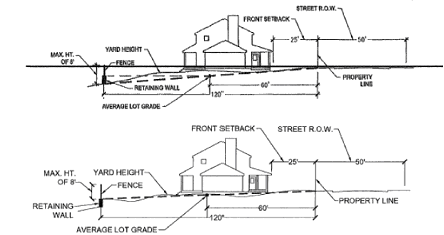 STREET R.O.W.
FRONT SETBACK
25'
50'
YARD HEIGHT
MAX. HT.
OF 8'
FENCE
PROPERTY
LINE
RETAINING WALL
60'
120"
AVERAGE LOT GRADE
FRONT SETBACK
STREET R.O.W.
25'
50'
MAX. HT.
OF 8'
YARD HEIGHT
FENCE
PROPERTY LINE
RETAINING
WALL
60'
120"
AVERAGE LOT GRADE